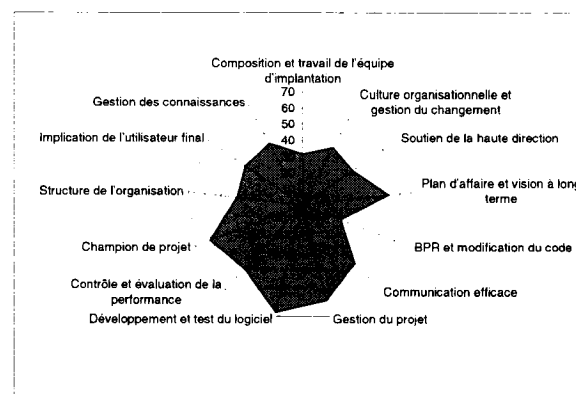 Composition et travail de l'équipe
d'implantation
70
60
50
40
Culture organisationnelle et
gestion du changement
Gestion des connaissances
Soutien de la haute direction
Implication de l'utilisateur final
Plan d'affaire et vision à long
terme
Structure de l'organisation
BPR et modification du code
Champion de projet
Communication efficace
Contrôle et évaluation de la
performance
Développement et test du logiciel
Gestion du projet